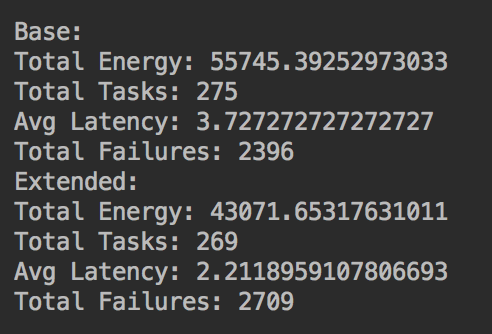 Base:
Total Energy: 55745.39252973033
Total Tasks: 275
Avg Latency: 3.727272727272727
Total Failures: 2396
Extended:
Total Energy: 43071.65317631011
Total Tasks: 269
Avg Latency: 2.2118959107806693
Total Failures: 2709